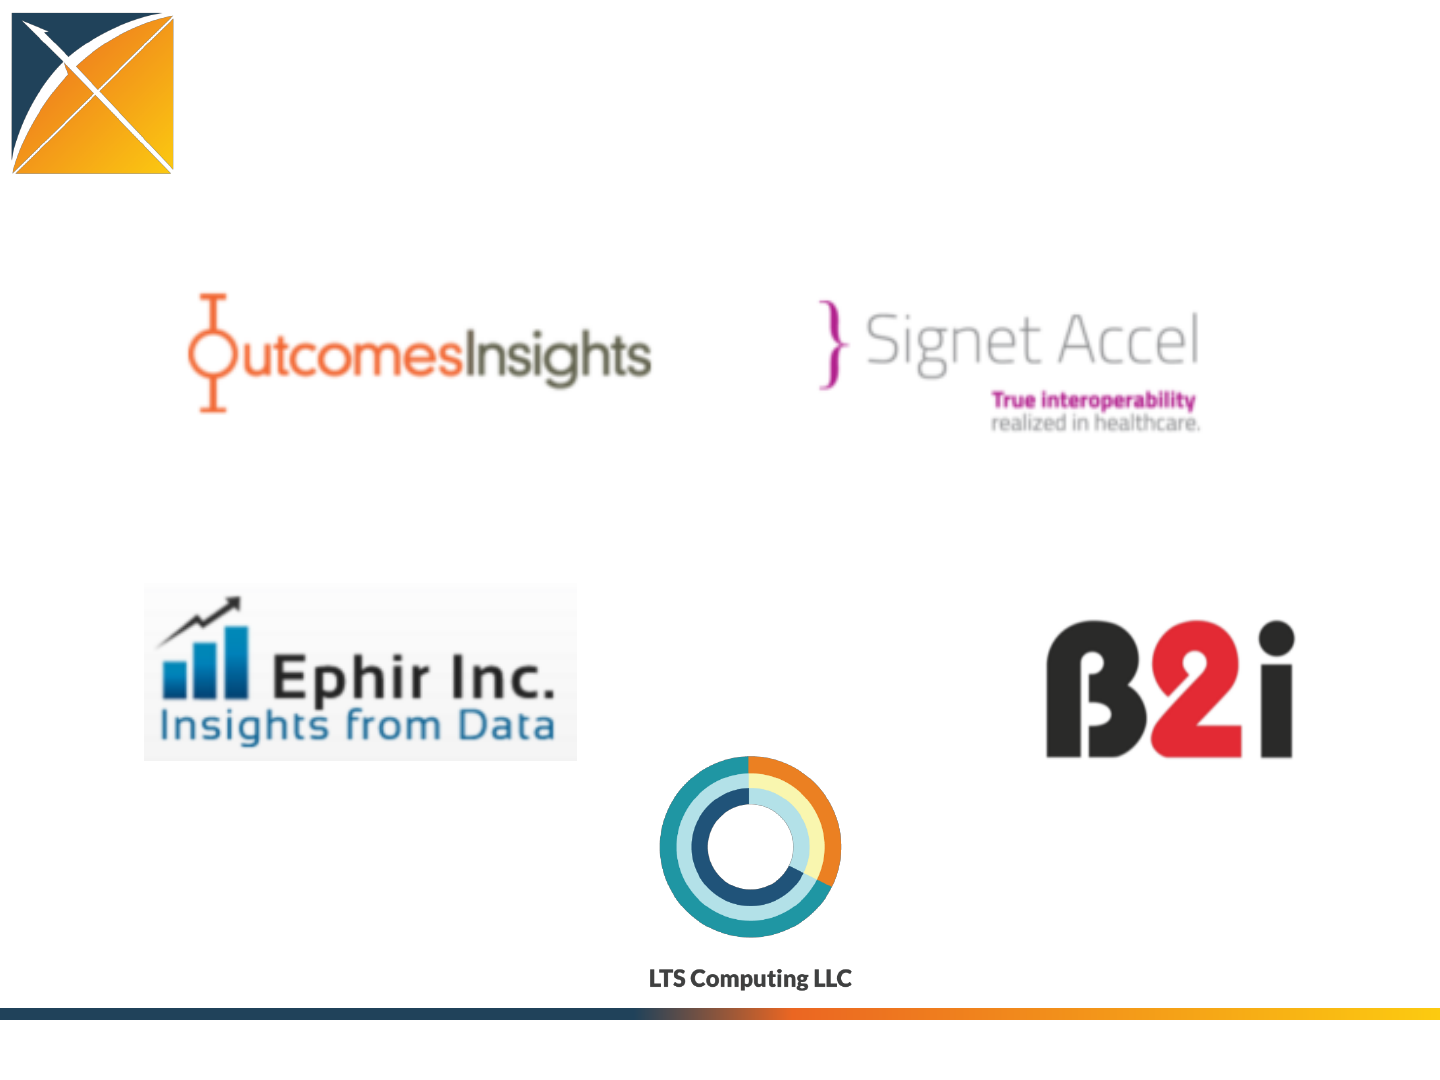 OutcomesInsights
Signet Accel
True interoperability
realized in healthcare.
Ephir Inc.
Insights from Data
B2i
LTS Computing LLC